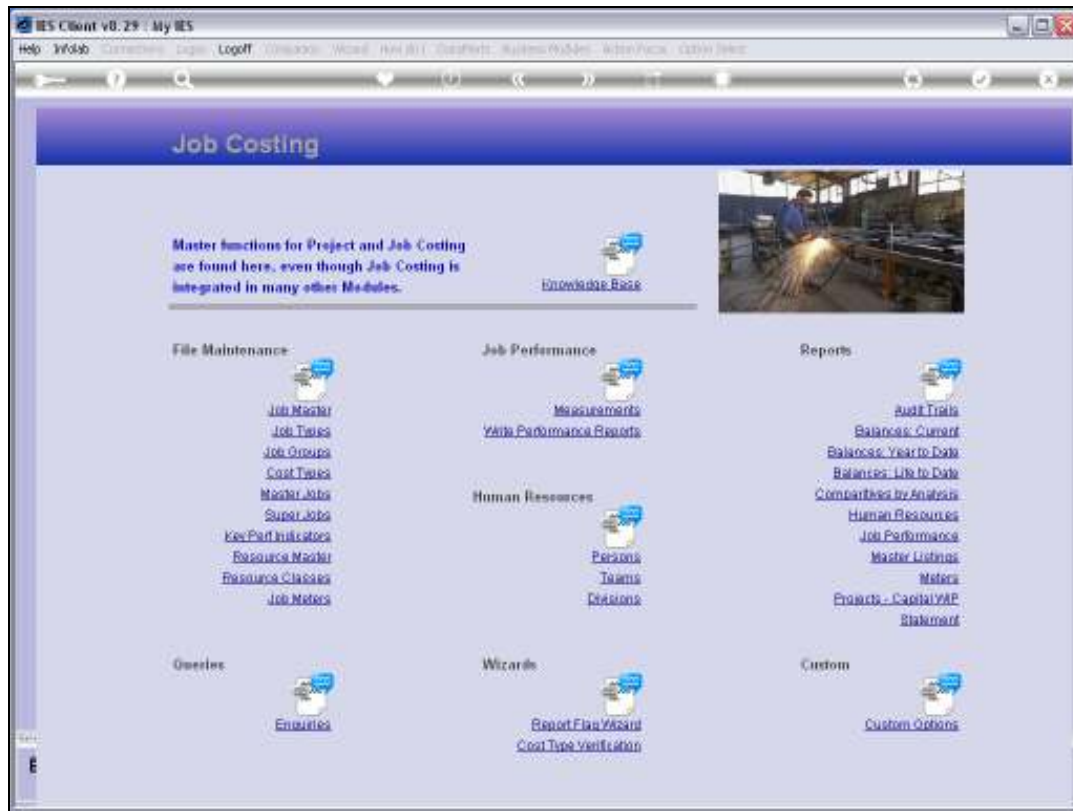 IES Client v8.29 : My IES
Help Infolab Logoff
Job Costing
Master functions for Project and Job Costing
are found here, even though Job Costing is
integrated in many other Modules.
Knowledge Base
File Maintenance
Job Master
Job Types
Job Groups
Cost Types
Master Jobs
Super Jobs
Key Perf Indicators
Resource Master
Resource Classes
Job Meters
Job Performance
Measurements
Write Performance Reports
Human Resources
Persons
Teams
Divisions
Reports
Audit Trails
Balances: Current
Balances: Year to Date
Balances: Life to Date
Comparitives by Analysis
Human Resources
Job Performance
Master Listings
Meters
Projects - Capital WIP
Statement
Queries
Enquiries
Wizards
Report Flag Wizard
Cost Type Verification
Custom
Custom Options